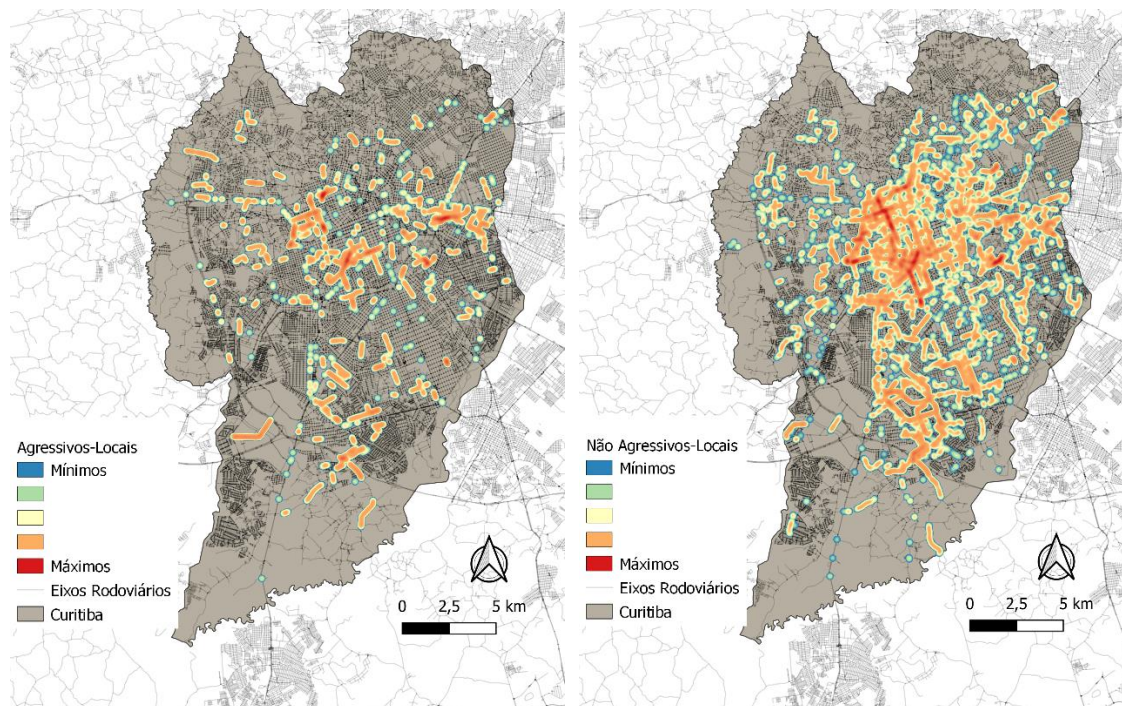 Agressivos-Locais
Mínimos
Máximos
Eixos Rodoviários
Curitiba
0 2,5 5 km
Não Agressivos-Locais
Mínimos
Máximos
Eixos Rodoviários
Curitiba
0 2,5 5 km